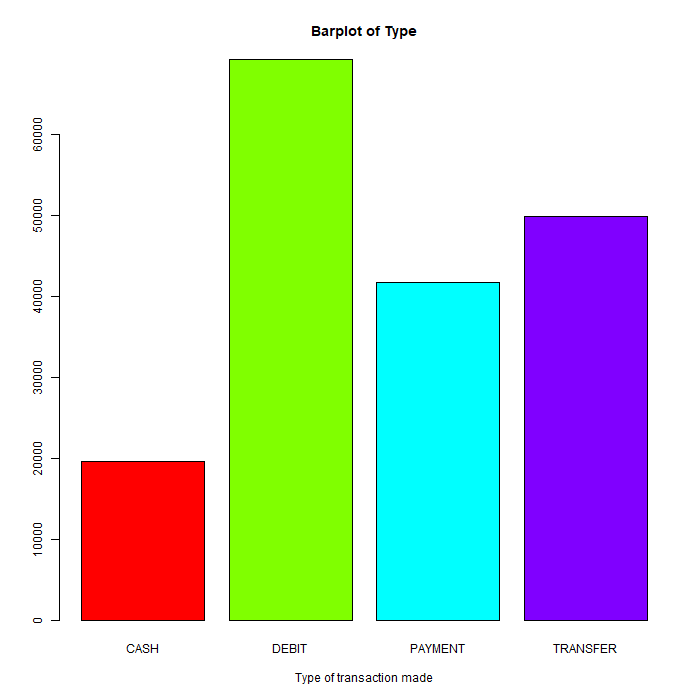 Barplot of Type
60000
50000
40000
30000
20000
10000
0
CASH DEBIT PAYMENT TRANSFER
Type of transaction made